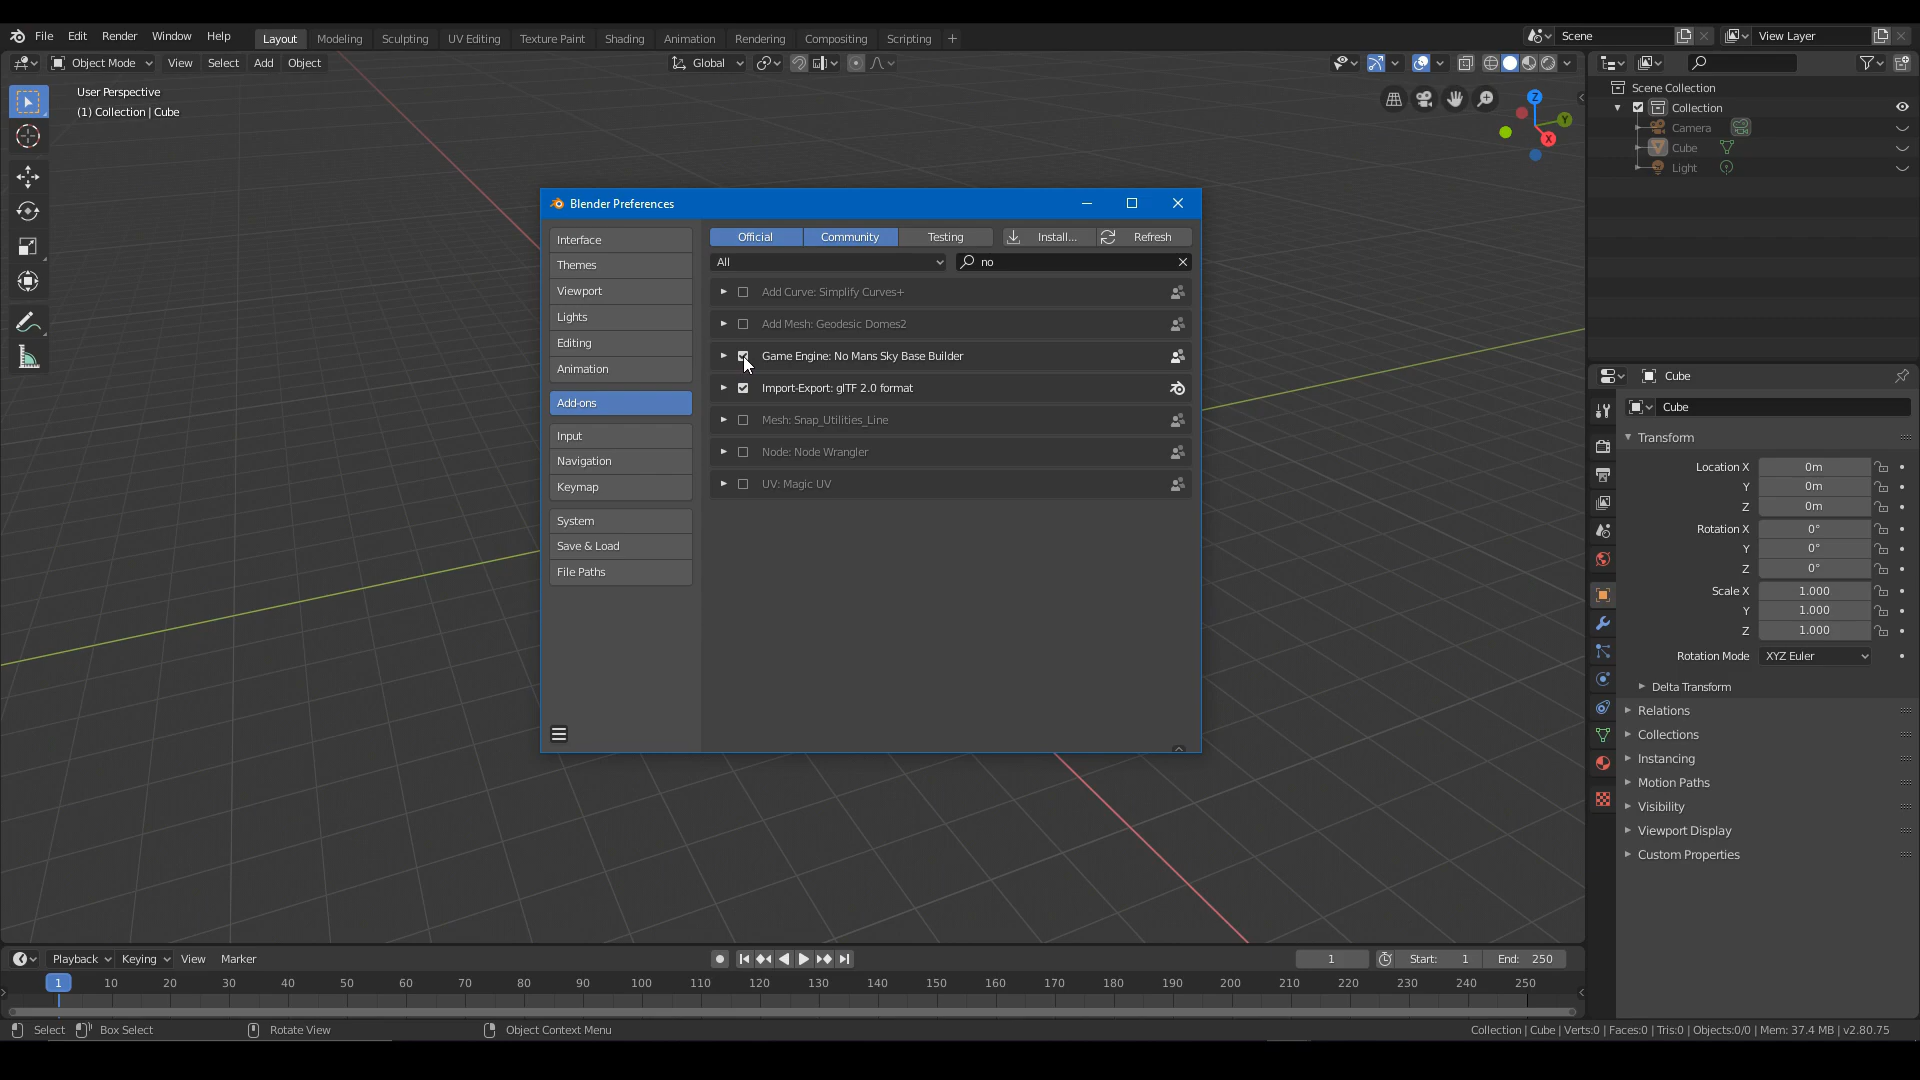 File Edit Render Window Help Layout Modeling Sculpting UV Editing Texture Paint Shading Animation Rendering Compositing Scripting + Scene View Layer
Object Mode View Select Add Object Global
User Perspective
(1) Collection | Cube
Z
Y
X
Scene Collection
Collection
Camera
Cube
Light
Blender Preferences
Interface
Themes
Viewport
Lights
Editing
Animation
Add-ons
Input
Navigation
Keymap
System
Save & Load
File Paths
Official Community Testing Install... Refresh
All no
Add Curve: Simplify Curves+
Add Mesh: Geodesic Domes2
Game Engine: No Mans Sky Base Builder
Import-Export: glTF 2.0 format
Mesh: Snap_Utilities_Line
Node: Node Wrangler
UV: Magic UV
Cube
Cube
Transform
Location X 0m
Y 0m
Z 0m
Rotation X 0°
Y 0°
Z 0°
Scale X 1.000
Y 1.000
Z 1.000
Rotation Mode XYZ Euler
Delta Transform
Relations
Collections
Instancing
Motion Paths
Visibility
Viewport Display
Custom Properties
Playback Keying View Marker 1 Start: 1 End: 250
1 10 20 30 40 50 60 70 80 90 100 110 120 130 140 150 160 170 180 190 200 210 220 230 240 250
Select Box Select Rotate View Object Context Menu Collection | Cube | Verts:0 | Faces:0 | Tris:0 | Objects:0/0 | Mem: 37.4 MB | v2.80.75